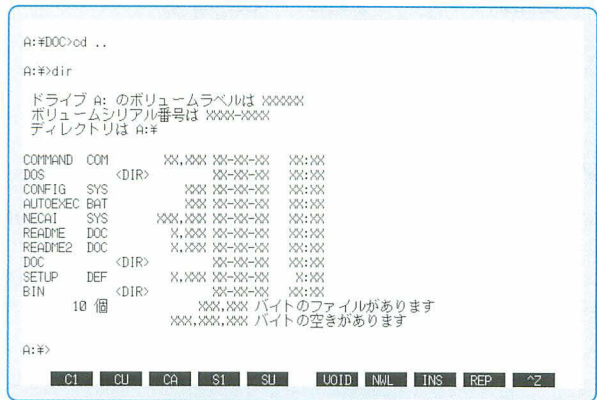 A:¥DOC>cd ..
A:¥>dir
ドライブ A: のボリュームラベルは XXXXXX
ボリュームシリアル番号は XXXX-XXXX
ディレクトリは A:¥
COMMAND COM XX,XXX XX-XX-XX XX:XX
DOS <DIR> XX-XX-XX XX:XX
CONFIG SYS XXX XX-XX-XX XX:XX
AUTOEXEC BAT XXX XX-XX-XX XX:XX
NECAI SYS XXX,XXX XX-XX-XX XX:XX
README DOC X,XXX XX-XX-XX XX:XX
README2 DOC X,XXX XX-XX-XX XX:XX
DOC <DIR> XX-XX-XX XX:XX
SETUP DEF X,XXX XX-XX-XX X:XX
BIN <DIR> XX-XX-XX XX:XX
10 個 XXX,XXX バイトのファイルがあります
XXX,XXX,XXX バイトの空きがあります
A:¥>
C1 CU CA S1 SU VOID NWL INS REP ^Z